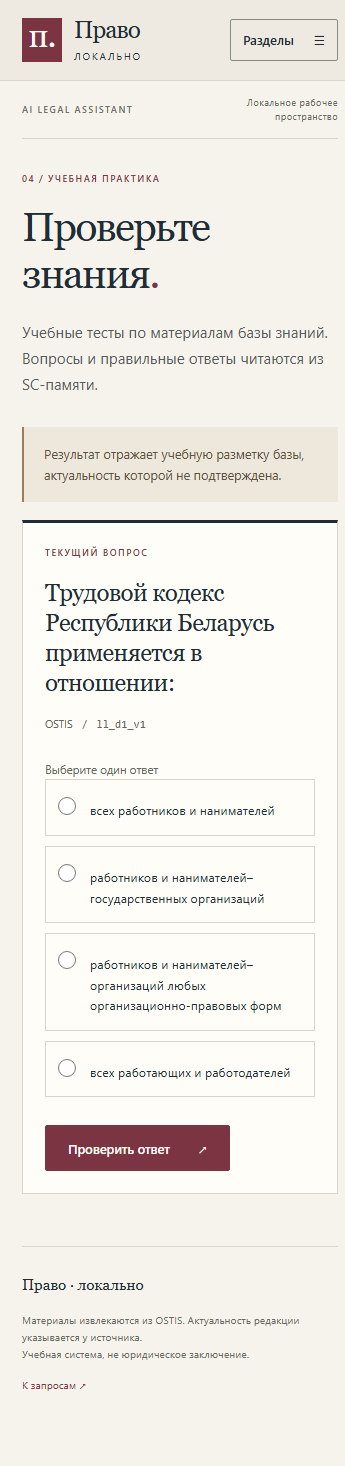 П.
Право
ЛОКАЛЬНО
Разделы ☰
AI LEGAL ASSISTANT
Локальное рабочее
пространство
04 / УЧЕБНАЯ ПРАКТИКА
Проверьте
знания.
Учебные тесты по материалам базы знаний.
Вопросы и правильные ответы читаются из
SC-памяти.
Результат отражает учебную разметку базы,
актуальность которой не подтверждена.
ТЕКУЩИЙ ВОПРОС
Трудовой кодекс
Республики Беларусь
применяется в
отношении:
OSTIS / ll_d1_v1
Выберите один ответ
всех работников и нанимателей
работников и нанимателей–
государственных организаций
работников и нанимателей–
организаций любых
организационно-правовых форм
всех работающих и работодателей
Проверить ответ ↗
Право · локально
Материалы извлекаются из OSTIS. Актуальность редакции
указывается у источника.
Учебная система, не юридическое заключение.
К запросам ↗